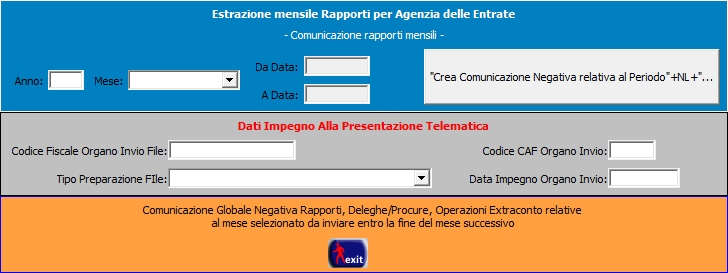 Estrazione mensile Rapporti per Agenzia delle Entrate
- Comunicazione rapporti mensili -
Anno:
Mese:
Da Data:
A Data:
"Crea Comunicazione Negativa relativa al Periodo"+NL+"...
Dati Impegno Alla Presentazione Telematica
Codice Fiscale Organo Invio File:
Codice CAF Organo Invio:
Tipo Preparazione FIle:
Data Impegno Organo Invio:
Comunicazione Globale Negativa Rapporti, Deleghe/Procure, Operazioni Extraconto relative
al mese selezionato da inviare entro la fine del mese successivo
exit